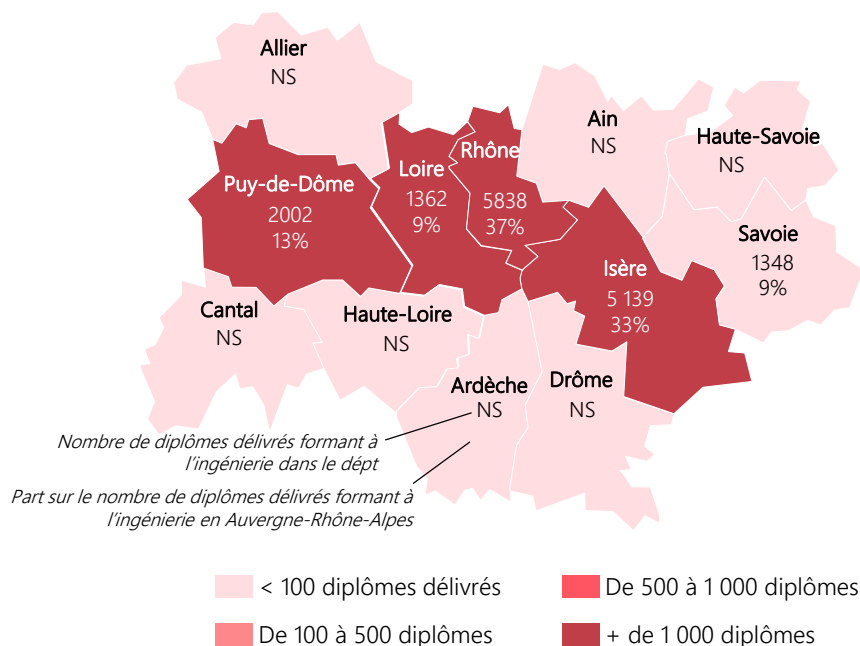 Allier
NS
Ain
NS
Haute-Savoie
NS
Puy-de-Dôme
2002
13%
Loire
1362
9%
Rhône
5838
37%
Savoie
1348
9%
Isère
5 139
33%
Cantal
NS
Haute-Loire
NS
Ardèche
NS
Drôme
NS
Nombre de diplômes délivrés formant à
l'ingénierie dans le dépt
Part sur le nombre de diplômes délivrés formant à
l'ingénierie en Auvergne-Rhône-Alpes
< 100 diplômes délivrés
De 500 à 1 000 diplômes
De 100 à 500 diplômes
+ de 1 000 diplômes